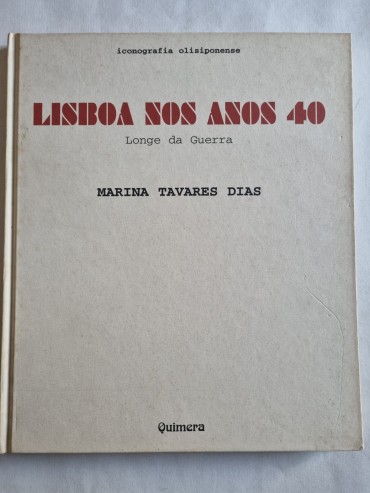 iconografia olisiponense
LISBOA NOS ANOS 40
Longe da Guerra
MARINA TAVARES DIAS
Quimera